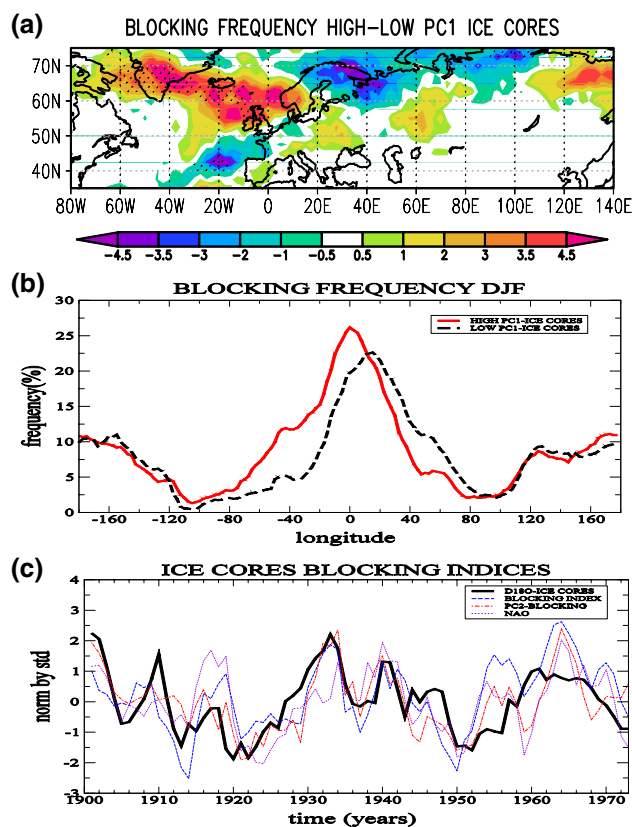 (a)
BLOCKING FREQUENCY HIGH-LOW PC1 ICE CORES
70N
60N
50N
40N
80W 60W 40W 20W 0 20E 40E 60E 80E 100E 120E 140E
-4.5 -3.5 -3 -2 -1 -0.5 0.5 1 2 3 3.5 4.5
(b)
BLOCKING FREQUENCY DJF
30
25
20
15
10
5
0
frequency(%)
HIGH PC1-ICE CORES
LOW PC1-ICE CORES
-160 -120 -80 -40 0 40 80 120 160
longitude
(c)
ICE CORES BLOCKING INDICES
4
3
2
1
0
-1
-2
-3
norm by std
D18O-ICE CORES
BLOCKING INDEX
PC2-BLOCKING
NAO
1900 1910 1920 1930 1940 1950 1960 1970
time (years)